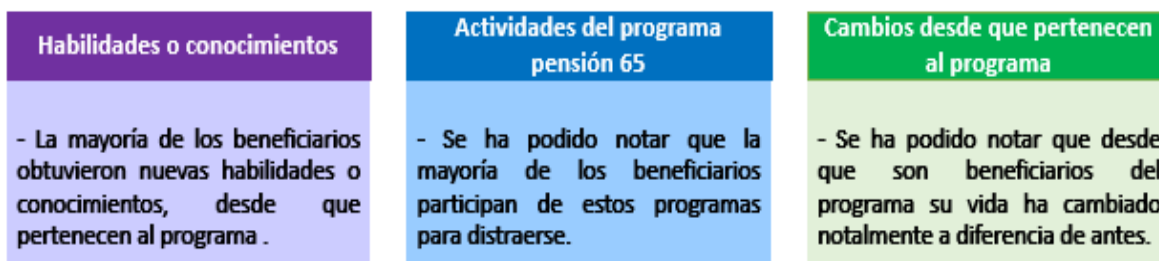 Habilidades o conocimientos
- La mayoría de los beneficiarios
obtuvieron nuevas habilidades o
conocimientos, desde que
pertenecen al programa .
Actividades del programa
pensión 65
- Se ha podido notar que la
mayoría de los beneficiarios
participan de estos programas
para distraerse.
Cambios desde que pertenecen
al programa
- Se ha podido notar que desde
que son beneficiarios del
programa su vida ha cambiado
notalmente a diferencia de antes.